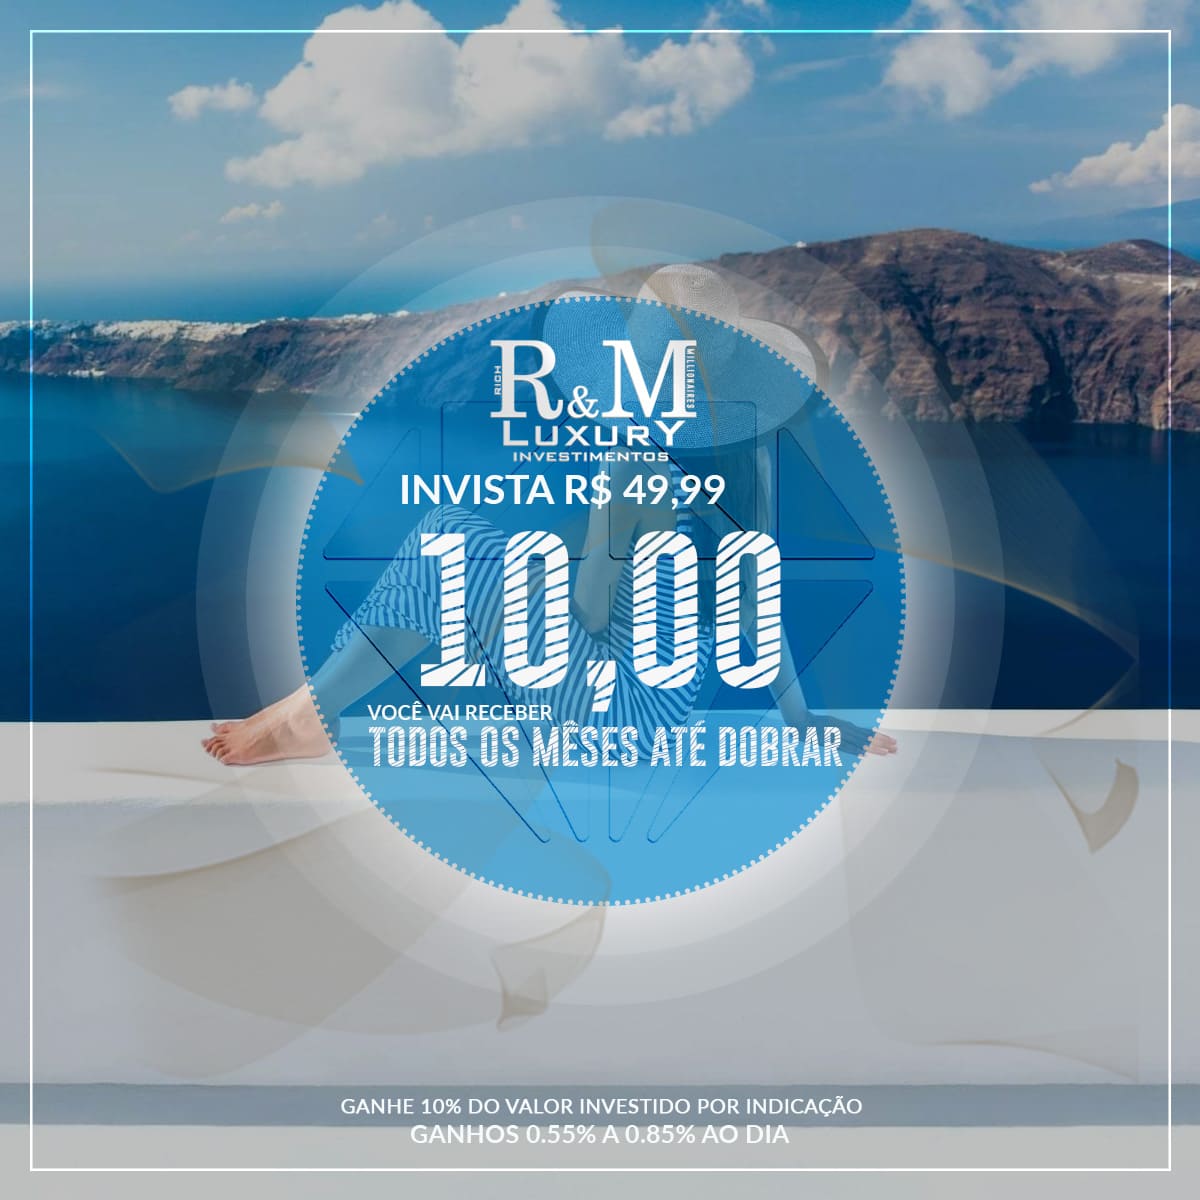 RICH
R&M
MILLIONAIRES
LUXURY
INVESTIMENTOS
INVISTA R$ 49,99
10,00
VOCÊ VAI RECEBER
TODOS OS MÊSES ATÉ DOBRAR
GANHE 10% DO VALOR INVESTIDO POR INDICAÇÃO
GANHOS 0.55% A 0.85% AO DIA